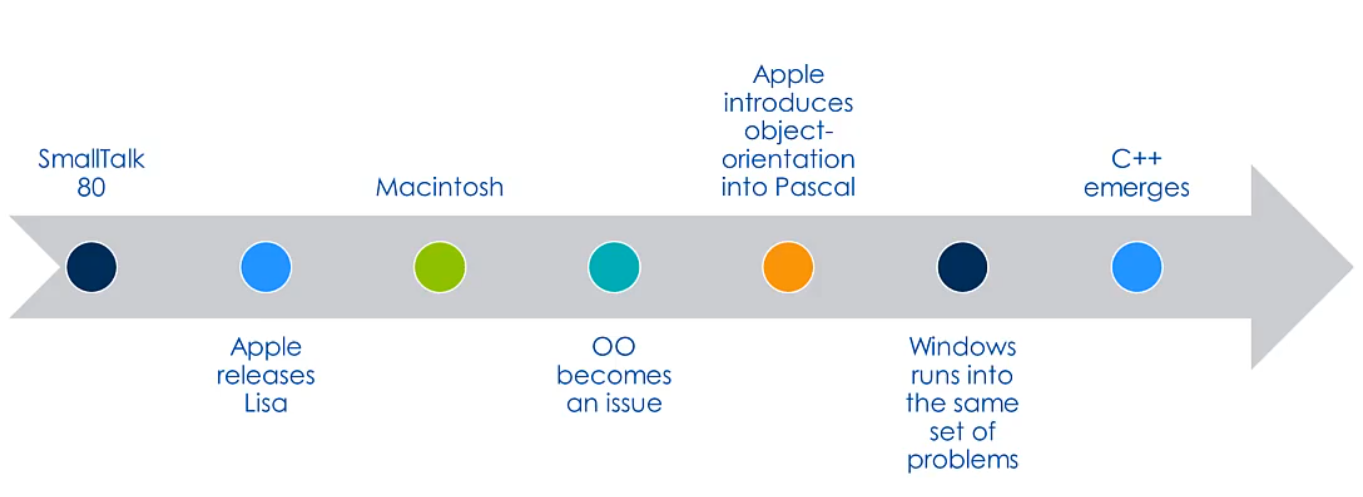 SmallTalk
80
Apple
releases
Lisa
Macintosh
OO
becomes
an issue
Apple
introduces
object-
orientation
into Pascal
Windows
runs into
the same
set of
problems
C++
emerges